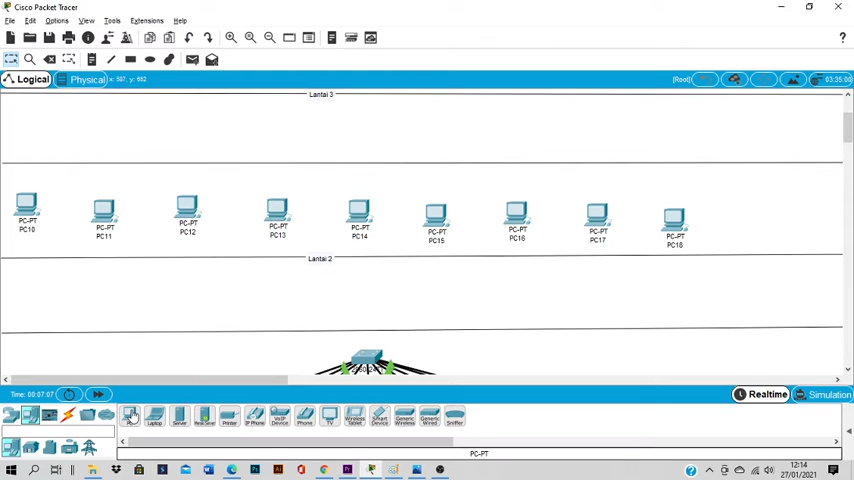 Cisco Packet Tracer
File Edit Options View Tools Extensions Help
Logical
Physical
x: 587, y: 652
[Root]
03:35:00
Lantai 3
PC-PT
PC10
PC-PT
PC11
PC-PT
PC12
PC-PT
PC13
PC-PT
PC14
PC-PT
PC15
PC-PT
PC16
PC-PT
PC17
PC-PT
PC18
Lantai 2
Time: 00:07:07
Realtime
Simulation
Laptop
Server
Printer
IP Phone
VoIP Device
Phone
TV
Wireless Tablet
Smart Device
Generic Wireless
Generic Wired
Sniffer
PC-PT
12:14
27/01/2021